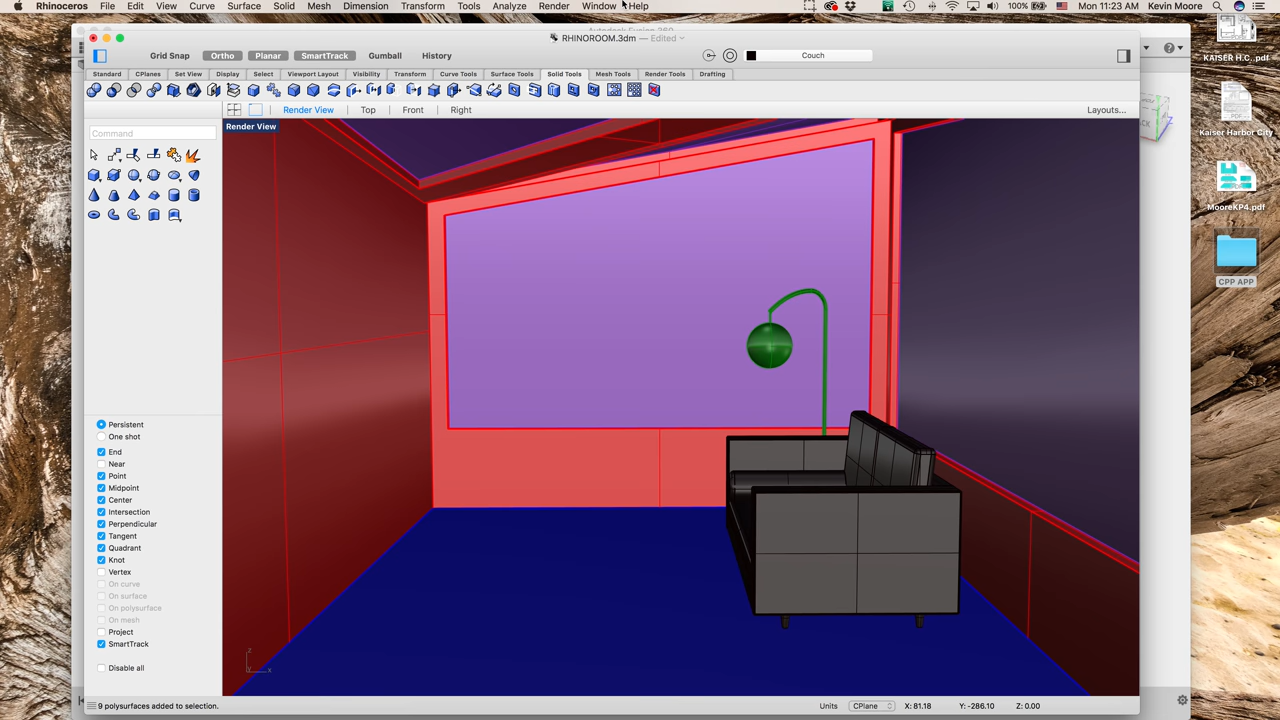 Rhinoceros File Edit View Curve Surface Solid Mesh Dimension Transform Tools Analyze Render Window Help 100% Mon 11:23 AM Kevin Moore
RHINOROOM.3dm — Edited
Grid Snap Ortho Planar SmartTrack Gumball History Couch
Standard CPlanes Set View Display Select Viewport Layout Visibility Transform Curve Tools Surface Tools Solid Tools Mesh Tools Render Tools Drafting
Render View Top Front Right Layouts...
Command
Render View
Persistent
One shot
End
Near
Point
Midpoint
Center
Intersection
Perpendicular
Tangent
Quadrant
Knot
Vertex
On curve
On surface
On polysurface
On mesh
Project
SmartTrack
Disable all
z
y x
9 polysurfaces added to selection. Units CPlane X: 81.18 Y: -286.10 Z: 0.00
KAISER H.C..pdf
Kaiser Harbor City
MooreKP4.pdf
CPP APP
Z